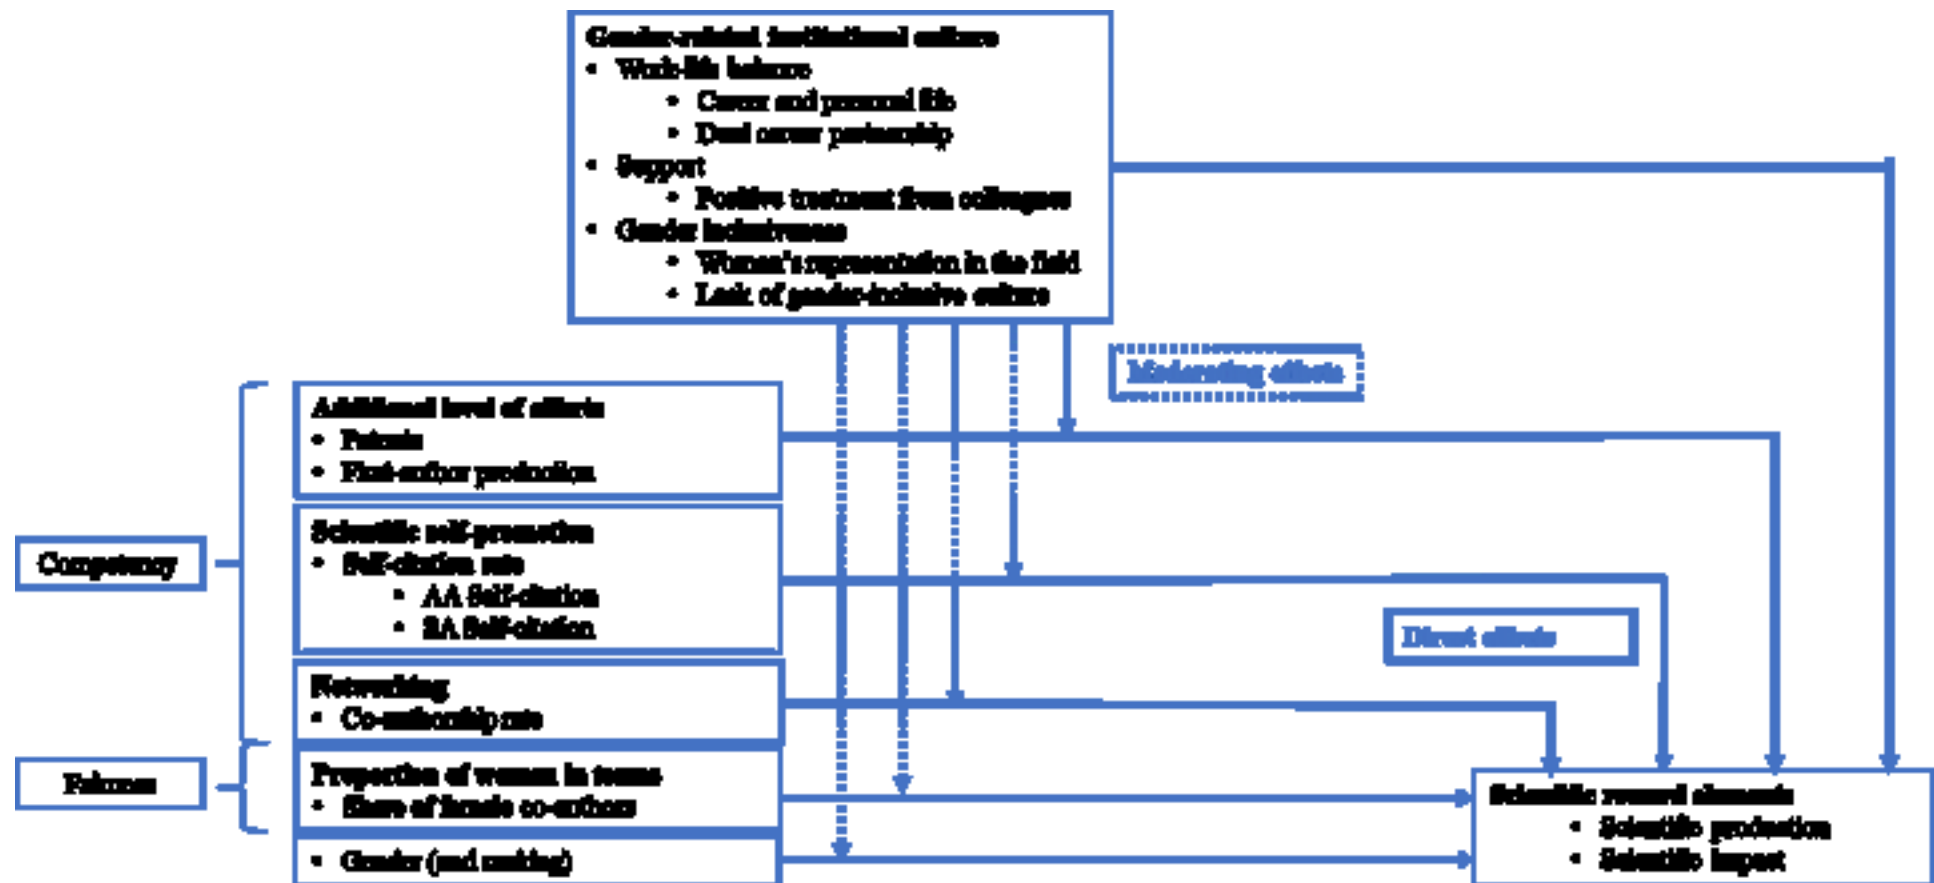 Gender-related institutional culture
• Work-life balance
• Career and personal life
• Dual career partnership
• Support
• Positive treatment from colleagues
• Gender inclusiveness
• Women's representation in the field
• Lack of gender-inclusive culture
Moderating effects
Additional level of efforts
• Patents
• First-author production
Scientific self-promotion
• Self-citation rate
• AA Self-citation
• SA Self-citation
Competency
Direct effects
Networking
• Co-authorship rate
Fairness
Proportion of women in teams
• Share of female co-authors
• Gender (and ranking)
Scientific reward elements
• Scientific production
• Scientific impact